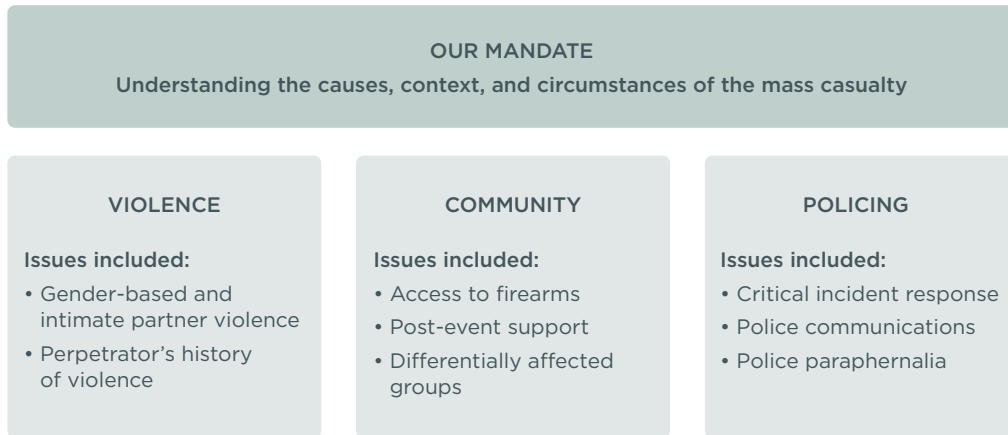 OUR MANDATE
Understanding the causes, context, and circumstances of the mass casualty
VIOLENCE
Issues included:
• Gender-based and
intimate partner violence
• Perpetrator’s history
of violence
COMMUNITY
Issues included:
• Access to firearms
• Post-event support
• Differentially affected
groups
POLICING
Issues included:
• Critical incident response
• Police communications
• Police paraphernalia